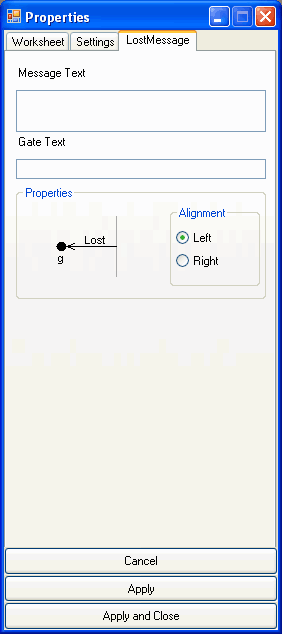 Properties
Worksheet Settings LostMessage
Message Text
Gate Text
Properties
Alignment
Lost
g
Left
Right
Cancel
Apply
Apply and Close